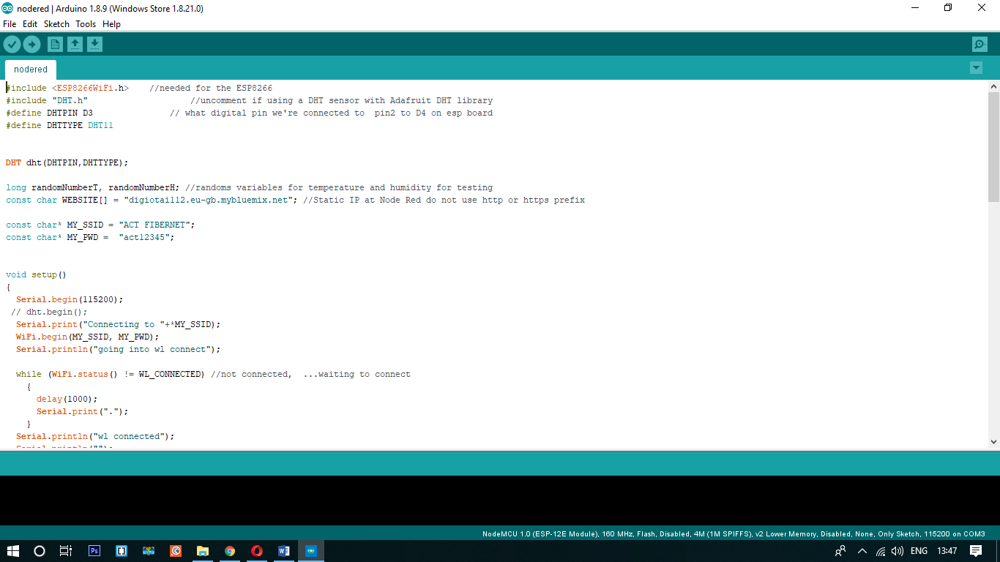 nodered | Arduino 1.8.9 (Windows Store 1.8.21.0)
File Edit Sketch Tools Help
nodered
#include <ESP8266WiFi.h>    //needed for the ESP8266
#include "DHT.h"                    //uncomment if using a DHT sensor with Adafruit DHT library
#define DHTPIN D3               // what digital pin we're connected to  pin2 to D4 on esp board
#define DHTTYPE DHT11
DHT dht(DHTPIN,DHTTYPE);
long randomNumberT, randomNumberH; //randoms variables for temperature and humidity for testing
const char WEBSITE[] = "digiotai112.eu-gb.mybluemix.net"; //Static IP at Node Red do not use http or https prefix
const char* MY_SSID = "ACT FIBERNET";
const char* MY_PWD =  "act12345";
void setup()
{
  Serial.begin(115200);
 // dht.begin();
  Serial.print("Connecting to "+*MY_SSID);
  WiFi.begin(MY_SSID, MY_PWD);
  Serial.println("going into wl connect");
  while (WiFi.status() != WL_CONNECTED) //not connected,  ...waiting to connect
    {
      delay(1000);
      Serial.print(".");
    }
  Serial.println("wl connected");
  Serial.println("");
NodeMCU 1.0 (ESP-12E Module), 160 MHz, Flash, Disabled, 4M (1M SPIFFS), v2 Lower Memory, Disabled, None, Only Sketch, 115200 on COM3
Ps
ENG 13:47